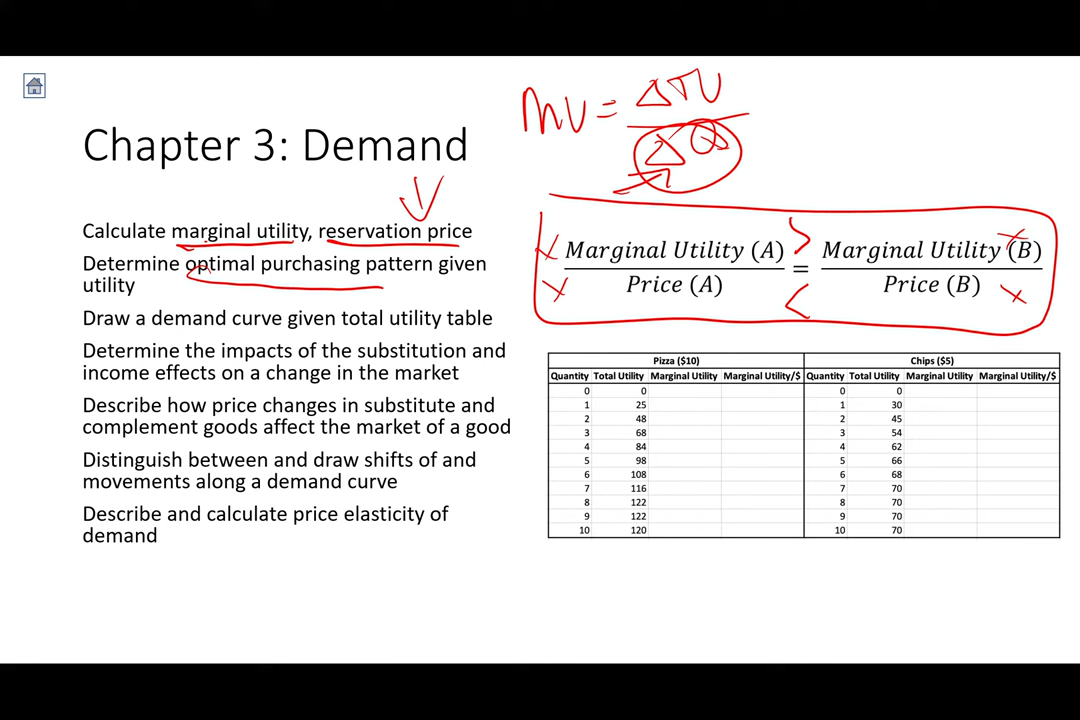 MU = ΔTU
ΔQ
Chapter 3: Demand
Calculate marginal utility, reservation price
Determine optimal purchasing pattern given
utility
Draw a demand curve given total utility table
Determine the impacts of the substitution and
income effects on a change in the market
Describe how price changes in substitute and
complement goods affect the market of a good
Distinguish between and draw shifts of and
movements along a demand curve
Describe and calculate price elasticity of
demand
Marginal Utility (A) > Marginal Utility (B)
=
Price (A) < Price (B)
Pizza ($10) Chips ($5)
Quantity Total Utility Marginal Utility Marginal Utility/$ Quantity Total Utility Marginal Utility Marginal Utility/$
0 0 0 0
1 25 1 30
2 48 2 45
3 68 3 54
4 84 4 62
5 98 5 66
6 108 6 68
7 116 7 70
8 122 8 70
9 122 9 70
10 120 10 70